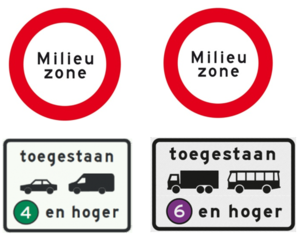 Milieu
zone
Milieu
zone
toegestaan
4 en hoger
toegestaan
6 en hoger